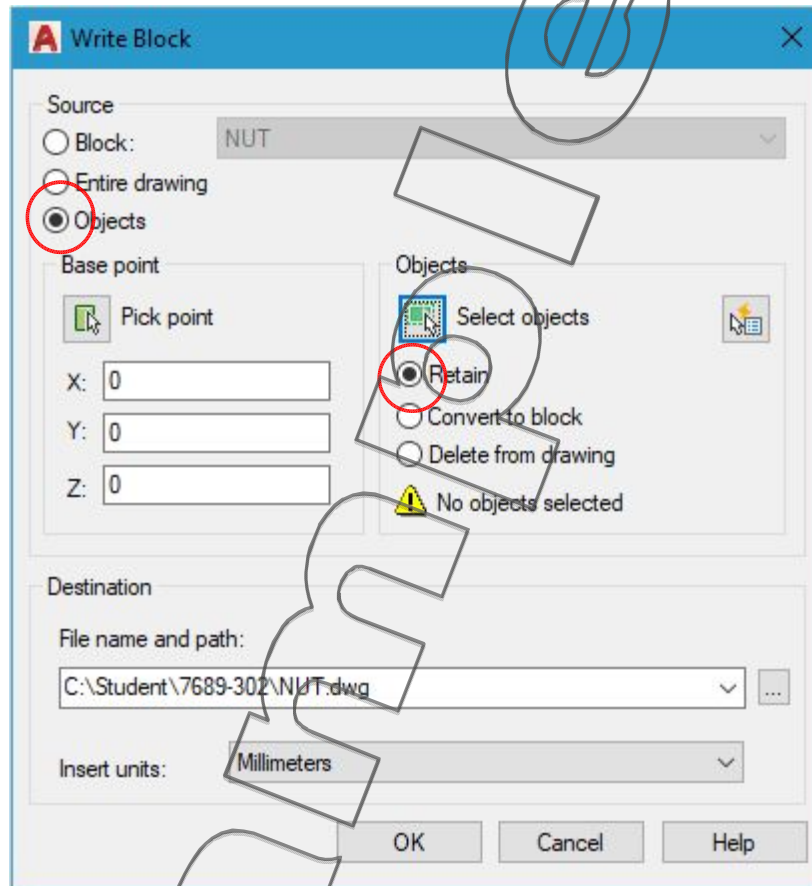 Write Block
Source
Block: NUT
Entire drawing
Objects
Base point
Pick point
X: 0
Y: 0
Z: 0
Objects
Select objects
Retain
Convert to block
Delete from drawing
No objects selected
Destination
File name and path:
C:\Student\7689-302\NUT.dwg
...
Insert units: Millimeters
OK Cancel Help